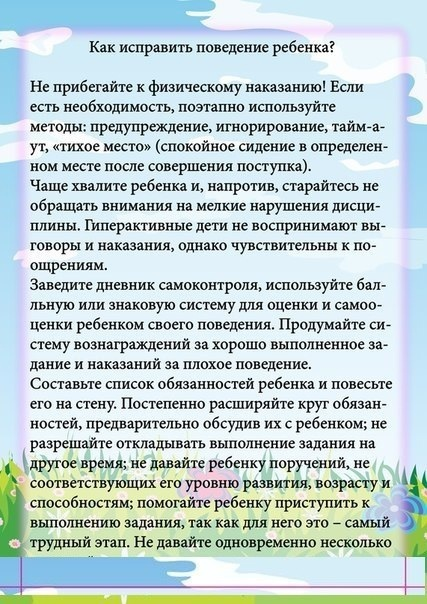 Как исправить поведение ребенка?
Не прибегайте к физическому наказанию! Если
есть необходимость, поэтапно используйте
методы: предупреждение, игнорирование, тайм-а-
ут, «тихое место» (спокойное сидение в определен-
ном месте после совершения поступка).
Чаще хвалите ребенка и, напротив, старайтесь не
обращать внимания на мелкие нарушения дисци-
плины. Гиперактивные дети не воспринимают вы-
говоры и наказания, однако чувствительны к по-
ощрениям.
Заведите дневник самоконтроля, используйте бал-
льную или знаковую систему для оценки и самоо-
ценки ребенком своего поведения. Продумайте си-
стему вознаграждений за хорошо выполненное за-
дание и наказаний за плохое поведение.
Составьте список обязанностей ребенка и повесьте
его на стену. Постепенно расширяйте круг обязан-
ностей, предварительно обсудив их с ребенком; не
разрешайте откладывать выполнение задания на
другое время; не давайте ребенку поручений, не
соответствующих его уровню развития, возрасту и
способностям; помогайте ребенку приступить к
выполнению задания, так как для него это – самый
трудный этап. Не давайте одновременно несколько